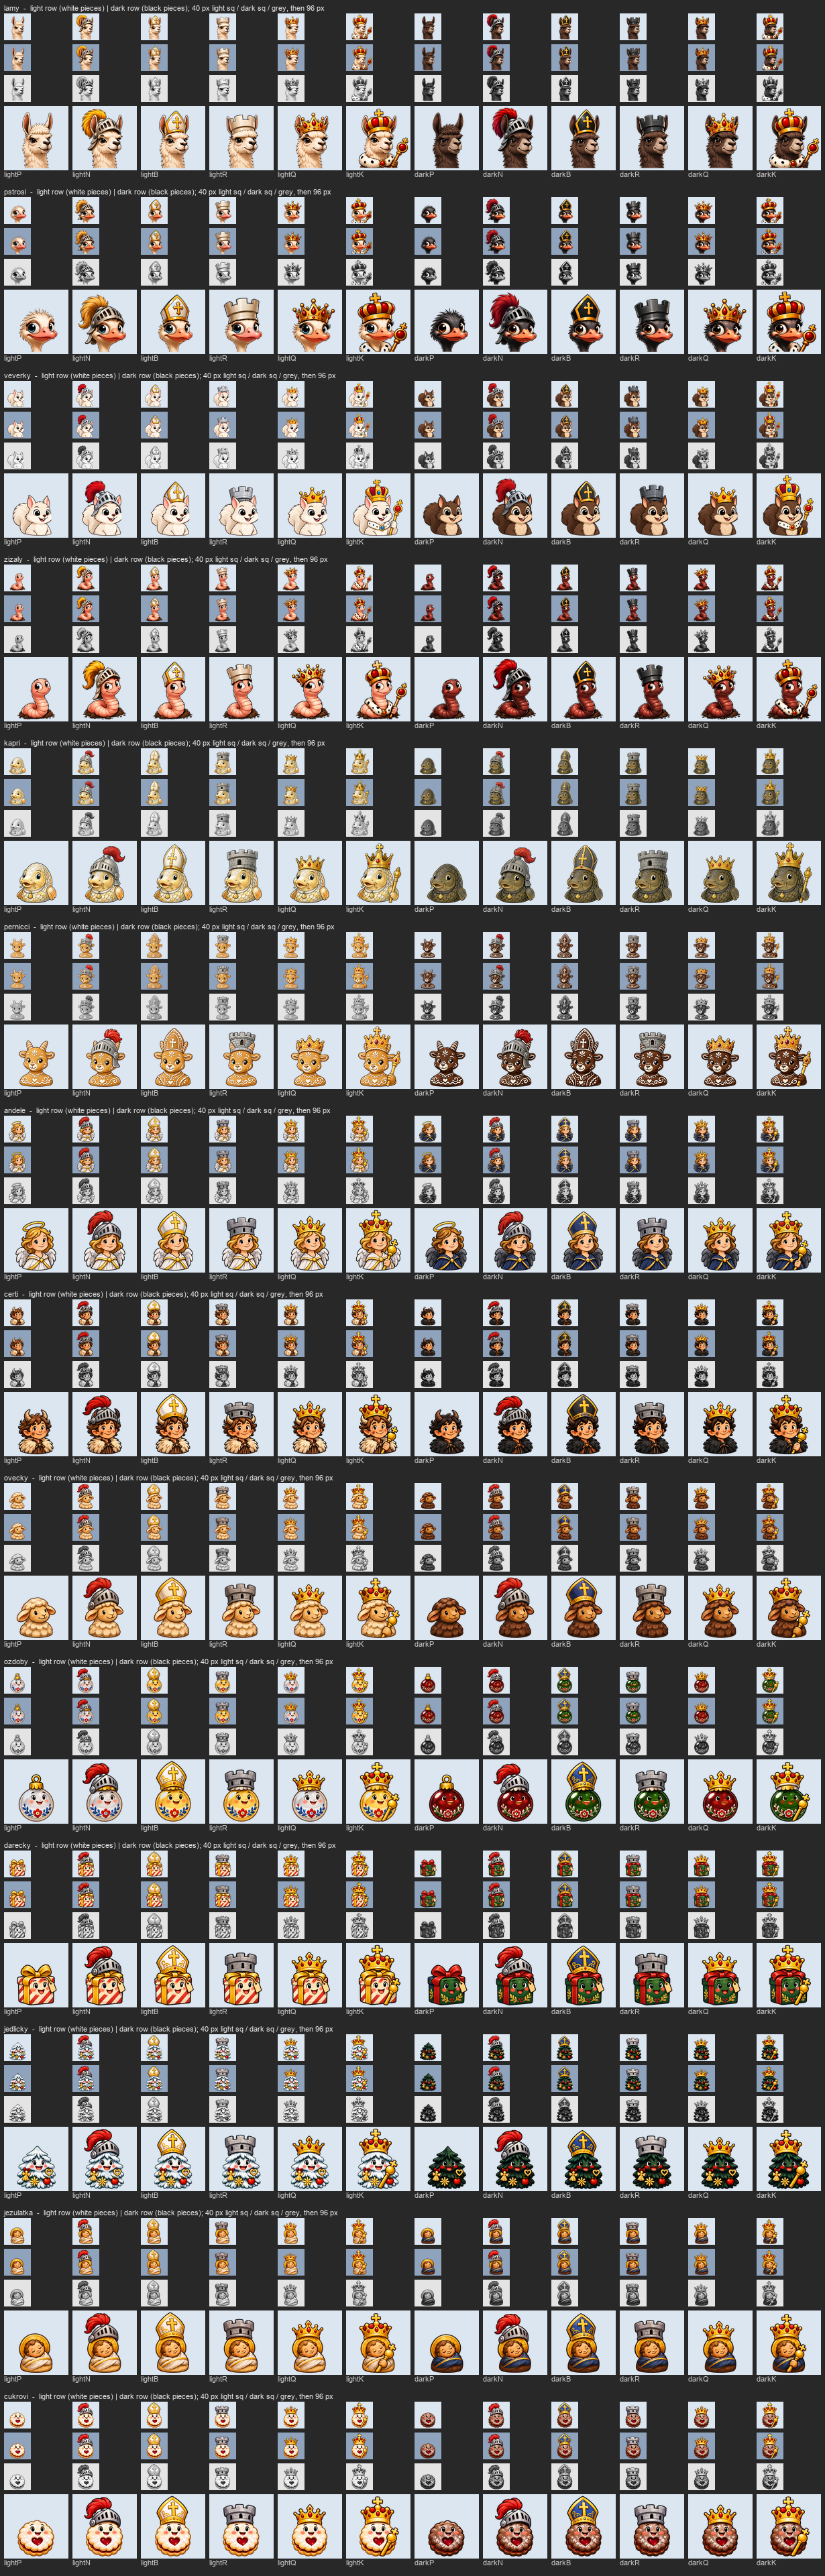 lamy - light row (white pieces) | dark row (black pieces); 40 px light sq / dark sq / grey, then 96 px
lightP lightN lightB lightR lightQ lightK darkP darkN darkB darkR darkQ darkK
pstrosi - light row (white pieces) | dark row (black pieces); 40 px light sq / dark sq / grey, then 96 px
lightP lightN lightB lightR lightQ lightK darkP darkN darkB darkR darkQ darkK
veverky - light row (white pieces) | dark row (black pieces); 40 px light sq / dark sq / grey, then 96 px
lightP lightN lightB lightR lightQ lightK darkP darkN darkB darkR darkQ darkK
zizaly - light row (white pieces) | dark row (black pieces); 40 px light sq / dark sq / grey, then 96 px
lightP lightN lightB lightR lightQ lightK darkP darkN darkB darkR darkQ darkK
kapri - light row (white pieces) | dark row (black pieces); 40 px light sq / dark sq / grey, then 96 px
lightP lightN lightB lightR lightQ lightK darkP darkN darkB darkR darkQ darkK
pernicci - light row (white pieces) | dark row (black pieces); 40 px light sq / dark sq / grey, then 96 px
lightP lightN lightB lightR lightQ lightK darkP darkN darkB darkR darkQ darkK
andele - light row (white pieces) | dark row (black pieces); 40 px light sq / dark sq / grey, then 96 px
lightP lightN lightB lightR lightQ lightK darkP darkN darkB darkR darkQ darkK
certi - light row (white pieces) | dark row (black pieces); 40 px light sq / dark sq / grey, then 96 px
lightP lightN lightB lightR lightQ lightK darkP darkN darkB darkR darkQ darkK
ovecky - light row (white pieces) | dark row (black pieces); 40 px light sq / dark sq / grey, then 96 px
lightP lightN lightB lightR lightQ lightK darkP darkN darkB darkR darkQ darkK
ozdoby - light row (white pieces) | dark row (black pieces); 40 px light sq / dark sq / grey, then 96 px
lightP lightN lightB lightR lightQ lightK darkP darkN darkB darkR darkQ darkK
darecky - light row (white pieces) | dark row (black pieces); 40 px light sq / dark sq / grey, then 96 px
lightP lightN lightB lightR lightQ lightK darkP darkN darkB darkR darkQ darkK
jedlicky - light row (white pieces) | dark row (black pieces); 40 px light sq / dark sq / grey, then 96 px
lightP lightN lightB lightR lightQ lightK darkP darkN darkB darkR darkQ darkK
jezulatka - light row (white pieces) | dark row (black pieces); 40 px light sq / dark sq / grey, then 96 px
lightP lightN lightB lightR lightQ lightK darkP darkN darkB darkR darkQ darkK
cukrovi - light row (white pieces) | dark row (black pieces); 40 px light sq / dark sq / grey, then 96 px
lightP lightN lightB lightR lightQ lightK darkP darkN darkB darkR darkQ darkK